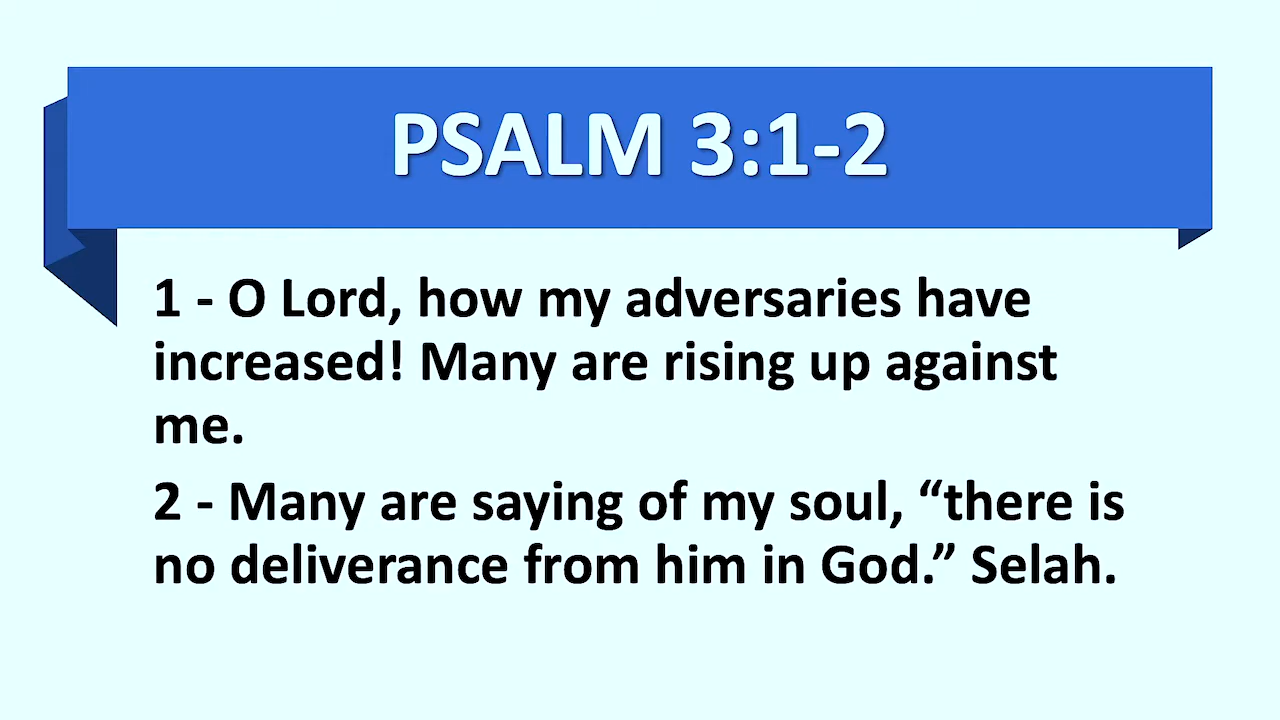 PSALM 3:1-2
1 - O Lord, how my adversaries have
increased! Many are rising up against
me.
2 - Many are saying of my soul, “there is
no deliverance from him in God.” Selah.